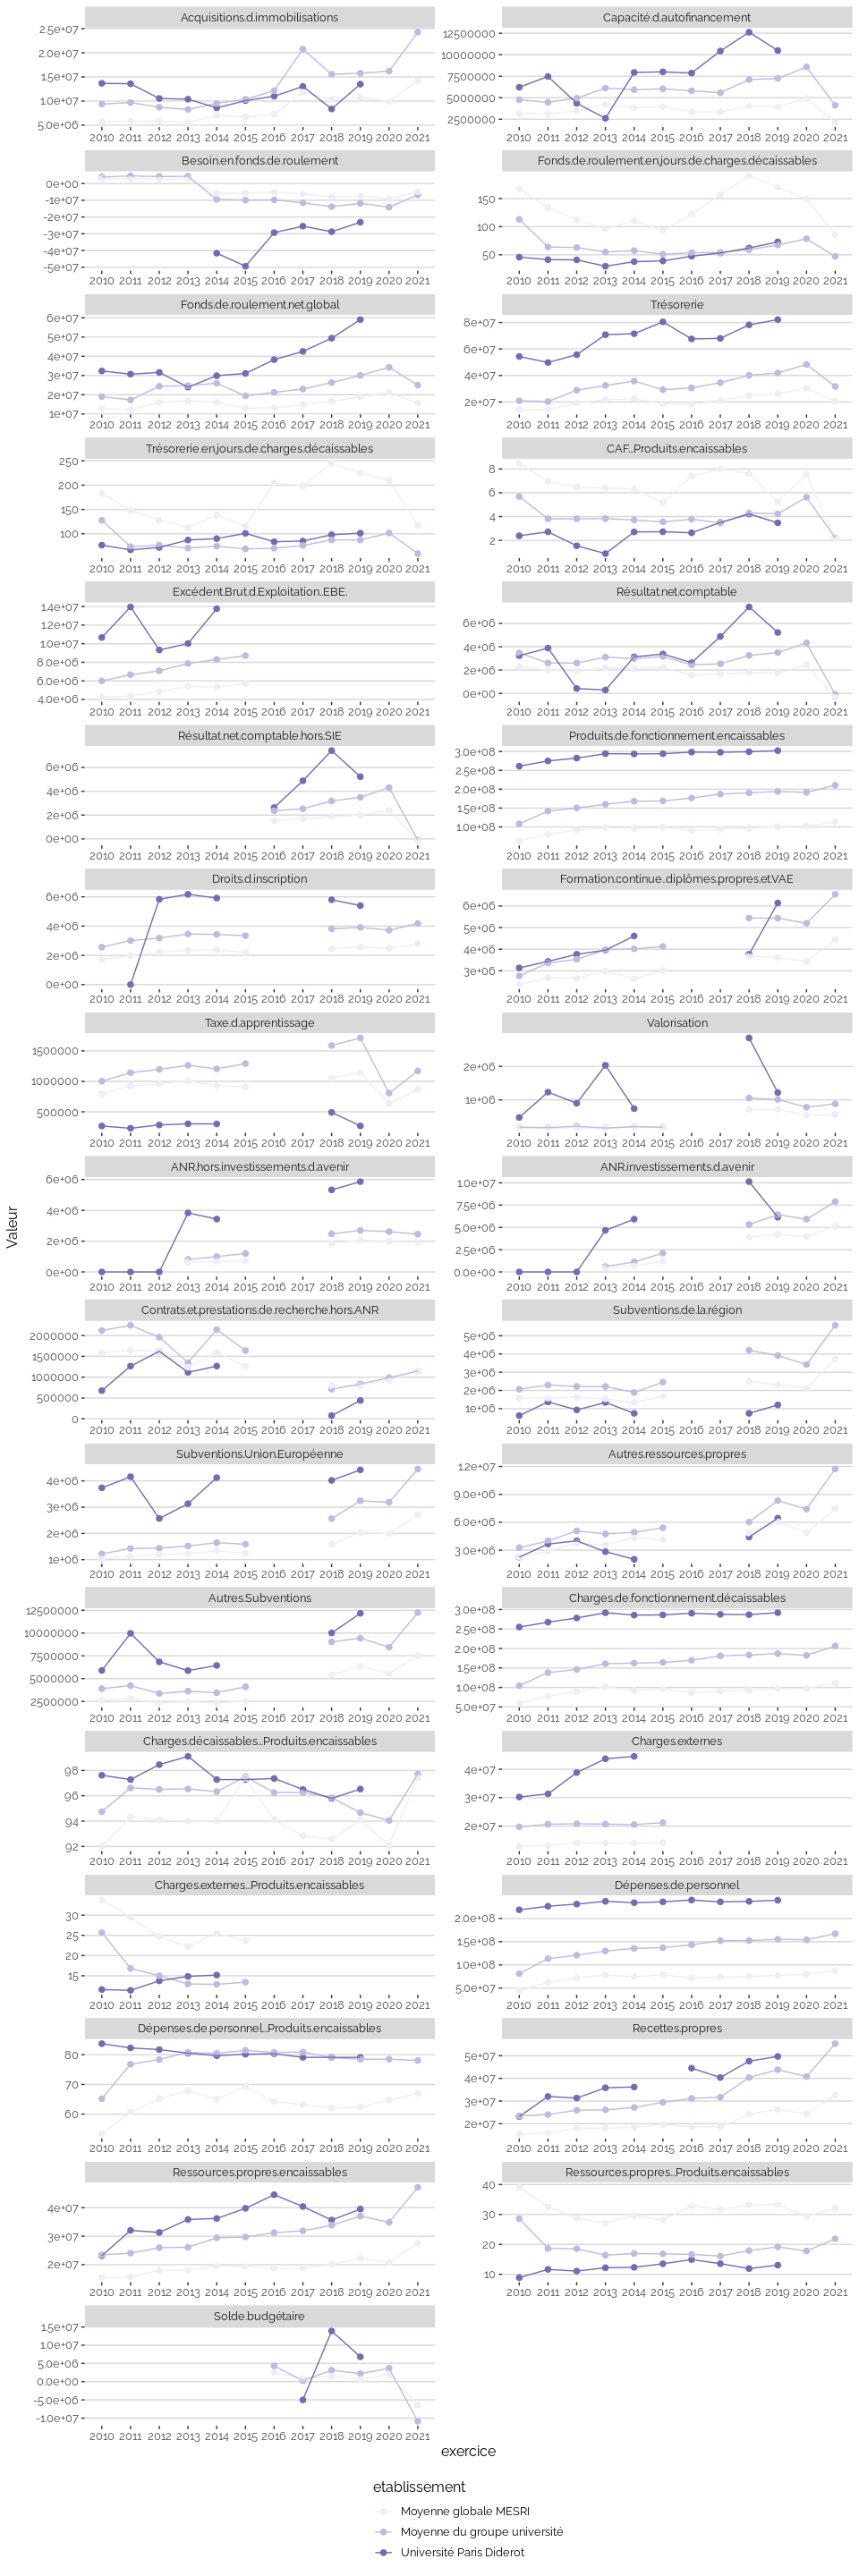 Acquisitions.d.immobilisations
2.5e+07
2.0e+07
1.5e+07
1.0e+07
5.0e+06
2010 2011 2012 2013 2014 2015 2016 2017 2018 2019 2020 2021
Capacité.d.autofinancement
12500000
10000000
7500000
5000000
2500000
2010 2011 2012 2013 2014 2015 2016 2017 2018 2019 2020 2021
Besoin.en.fonds.de.roulement
0e+00
-1e+07
-2e+07
-3e+07
-4e+07
-5e+07
2010 2011 2012 2013 2014 2015 2016 2017 2018 2019 2020 2021
Fonds.de.roulement.en.jours.de.charges.décaissables
150
100
50
2010 2011 2012 2013 2014 2015 2016 2017 2018 2019 2020 2021
Fonds.de.roulement.net.global
6e+07
5e+07
4e+07
3e+07
2e+07
1e+07
2010 2011 2012 2013 2014 2015 2016 2017 2018 2019 2020 2021
Trésorerie
8e+07
6e+07
4e+07
2e+07
2010 2011 2012 2013 2014 2015 2016 2017 2018 2019 2020 2021
Trésorerie.en.jours.de.charges.décaissables
250
200
150
100
2010 2011 2012 2013 2014 2015 2016 2017 2018 2019 2020 2021
CAF..Produits.encaissables
8
6
4
2
2010 2011 2012 2013 2014 2015 2016 2017 2018 2019 2020 2021
Excédent.Brut.d.Exploitation..EBE.
1.4e+07
1.2e+07
1.0e+07
8.0e+06
6.0e+06
4.0e+06
2010 2011 2012 2013 2014 2015 2016 2017 2018 2019 2020 2021
Résultat.net.comptable
6e+06
4e+06
2e+06
0e+00
2010 2011 2012 2013 2014 2015 2016 2017 2018 2019 2020 2021
Résultat.net.comptable.hors.SIE
6e+06
4e+06
2e+06
0e+00
2010 2011 2012 2013 2014 2015 2016 2017 2018 2019 2020 2021
Produits.de.fonctionnement.encaissables
3.0e+08
2.5e+08
2.0e+08
1.5e+08
1.0e+08
2010 2011 2012 2013 2014 2015 2016 2017 2018 2019 2020 2021
Droits.d.inscription
6e+06
4e+06
2e+06
0e+00
2010 2011 2012 2013 2014 2015 2016 2017 2018 2019 2020 2021
Formation.continue..diplômes.propres.et.VAE
6e+06
5e+06
4e+06
3e+06
2010 2011 2012 2013 2014 2015 2016 2017 2018 2019 2020 2021
Taxe.d.apprentissage
1500000
1000000
500000
2010 2011 2012 2013 2014 2015 2016 2017 2018 2019 2020 2021
Valorisation
2e+06
1e+06
2010 2011 2012 2013 2014 2015 2016 2017 2018 2019 2020 2021
Valeur
ANR.hors.investissements.d.avenir
6e+06
4e+06
2e+06
0e+00
2010 2011 2012 2013 2014 2015 2016 2017 2018 2019 2020 2021
ANR.investissements.d.avenir
1.0e+07
7.5e+06
5.0e+06
2.5e+06
0.0e+00
2010 2011 2012 2013 2014 2015 2016 2017 2018 2019 2020 2021
Contrats.et.prestations.de.recherche.hors.ANR
2000000
1500000
1000000
500000
0
2010 2011 2012 2013 2014 2015 2016 2017 2018 2019 2020 2021
Subventions.de.la.région
5e+06
4e+06
3e+06
2e+06
1e+06
2010 2011 2012 2013 2014 2015 2016 2017 2018 2019 2020 2021
Subventions.Union.Européenne
4e+06
3e+06
2e+06
1e+06
2010 2011 2012 2013 2014 2015 2016 2017 2018 2019 2020 2021
Autres.ressources.propres
1.2e+07
9.0e+06
6.0e+06
3.0e+06
2010 2011 2012 2013 2014 2015 2016 2017 2018 2019 2020 2021
Autres.Subventions
12500000
10000000
7500000
5000000
2500000
2010 2011 2012 2013 2014 2015 2016 2017 2018 2019 2020 2021
Charges.de.fonctionnement.décaissables
3.0e+08
2.5e+08
2.0e+08
1.5e+08
1.0e+08
5.0e+07
2010 2011 2012 2013 2014 2015 2016 2017 2018 2019 2020 2021
Charges.décaissables...Produits.encaissables
98
96
94
92
2010 2011 2012 2013 2014 2015 2016 2017 2018 2019 2020 2021
Charges.externes
4e+07
3e+07
2e+07
2010 2011 2012 2013 2014 2015 2016 2017 2018 2019 2020 2021
Charges.externes...Produits.encaissables
30
25
20
15
2010 2011 2012 2013 2014 2015 2016 2017 2018 2019 2020 2021
Dépenses.de.personnel
2.0e+08
1.5e+08
1.0e+08
5.0e+07
2010 2011 2012 2013 2014 2015 2016 2017 2018 2019 2020 2021
Dépenses.de.personnel...Produits.encaissables
80
70
60
2010 2011 2012 2013 2014 2015 2016 2017 2018 2019 2020 2021
Recettes.propres
5e+07
4e+07
3e+07
2e+07
2010 2011 2012 2013 2014 2015 2016 2017 2018 2019 2020 2021
Ressources.propres.encaissables
4e+07
3e+07
2e+07
2010 2011 2012 2013 2014 2015 2016 2017 2018 2019 2020 2021
Ressources.propres...Produits.encaissables
40
30
20
10
2010 2011 2012 2013 2014 2015 2016 2017 2018 2019 2020 2021
Solde.budgétaire
1.5e+07
1.0e+07
5.0e+06
0.0e+00
-5.0e+06
-1.0e+07
2010 2011 2012 2013 2014 2015 2016 2017 2018 2019 2020 2021
exercice
etablissement
Moyenne globale MESRI
Moyenne du groupe université
Université Paris Diderot